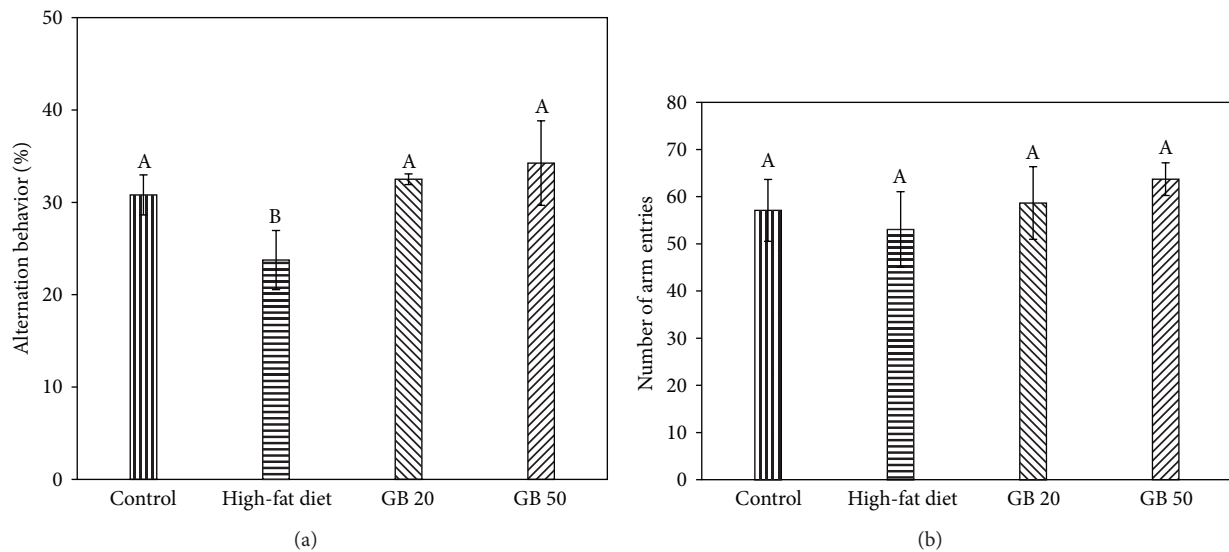 50
40
30
20
10
0
Alternation behavior (%)
A
B
A
A
Control
High-fat diet
GB 20
GB 50
(a)
80
70
60
50
40
30
20
10
0
Number of arm entries
A
A
A
A
Control
High-fat diet
GB 20
GB 50
(b)